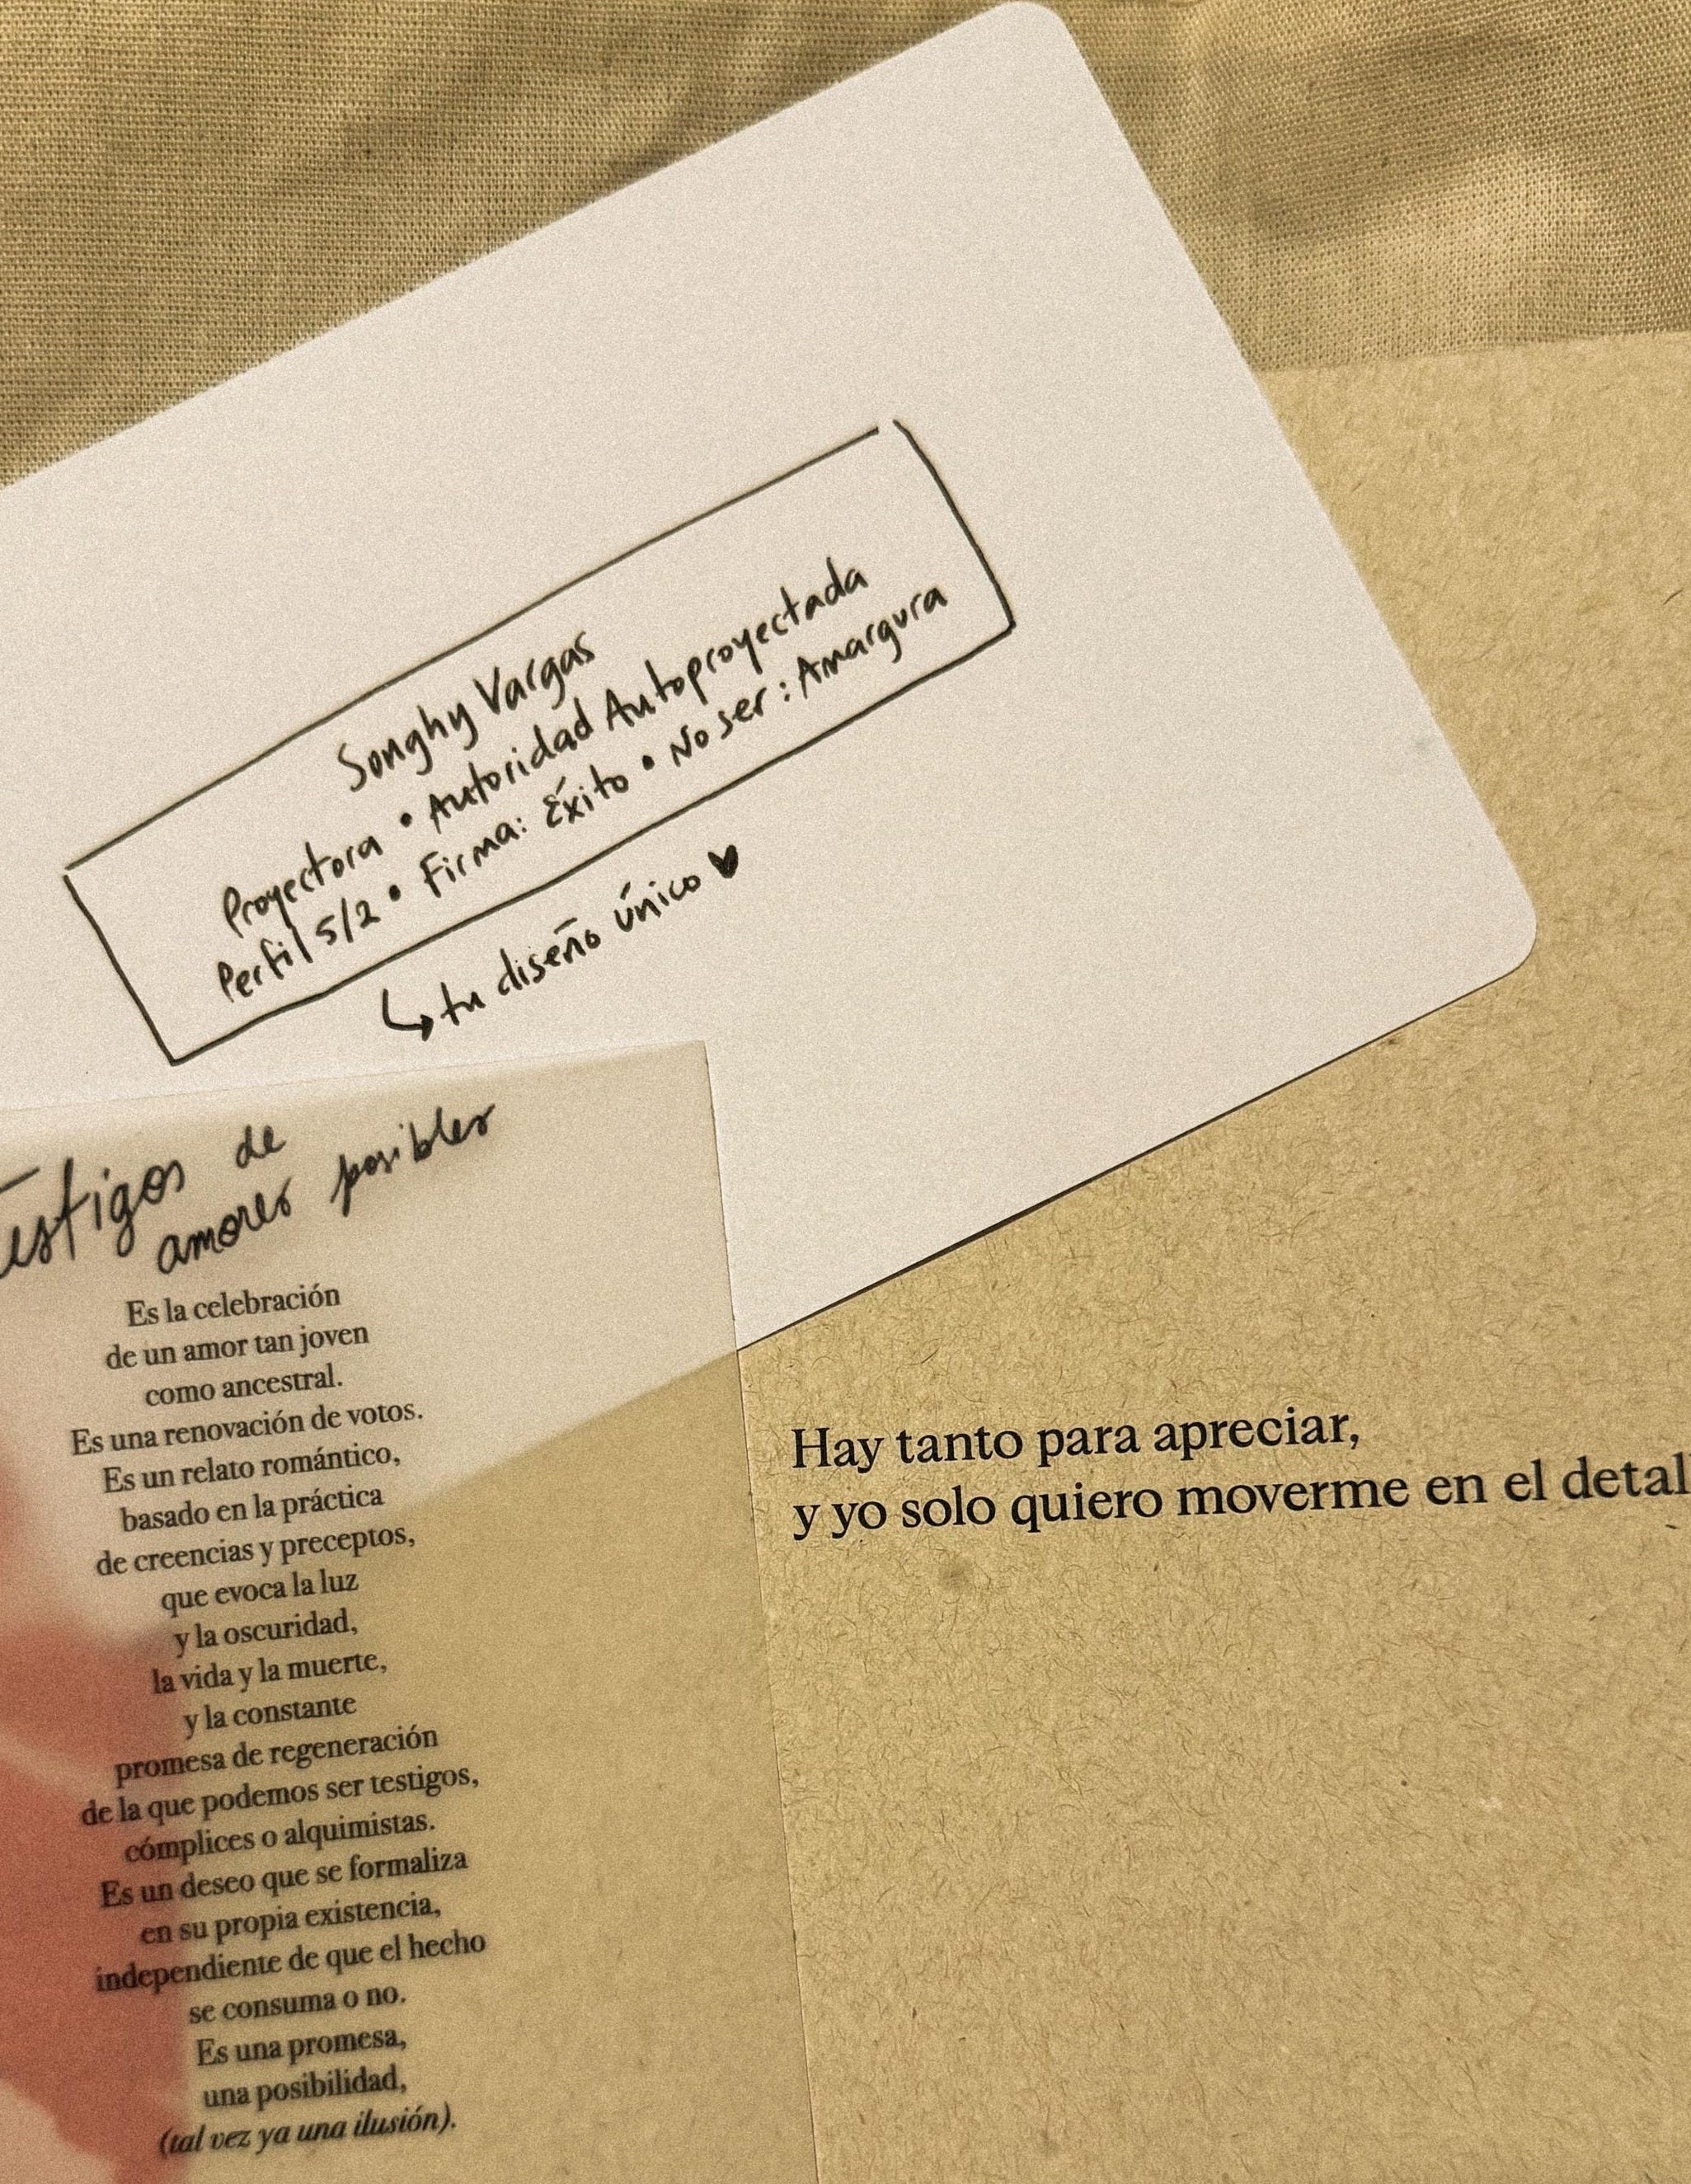 Songhy Vargas
Proyectora • Autoridad Autoproyectada
Perfil 5/2 • Firma: Éxito • No ser: Amargura
↳ tu diseño único ♥
Testigos de
amores posibles
Es la celebración
de un amor tan joven
como ancestral.
Es una renovación de votos.
Es un relato romántico,
basado en la práctica
de creencias y preceptos,
que evoca la luz
y la oscuridad,
la vida y la muerte,
y la constante
promesa de regeneración
de la que podemos ser testigos,
cómplices o alquimistas.
Es un deseo que se formaliza
en su propia existencia,
independiente de que el hecho
se consuma o no.
Es una promesa,
una posibilidad,
(tal vez ya una ilusión).
Hay tanto para apreciar,
y yo solo quiero moverme en el detal